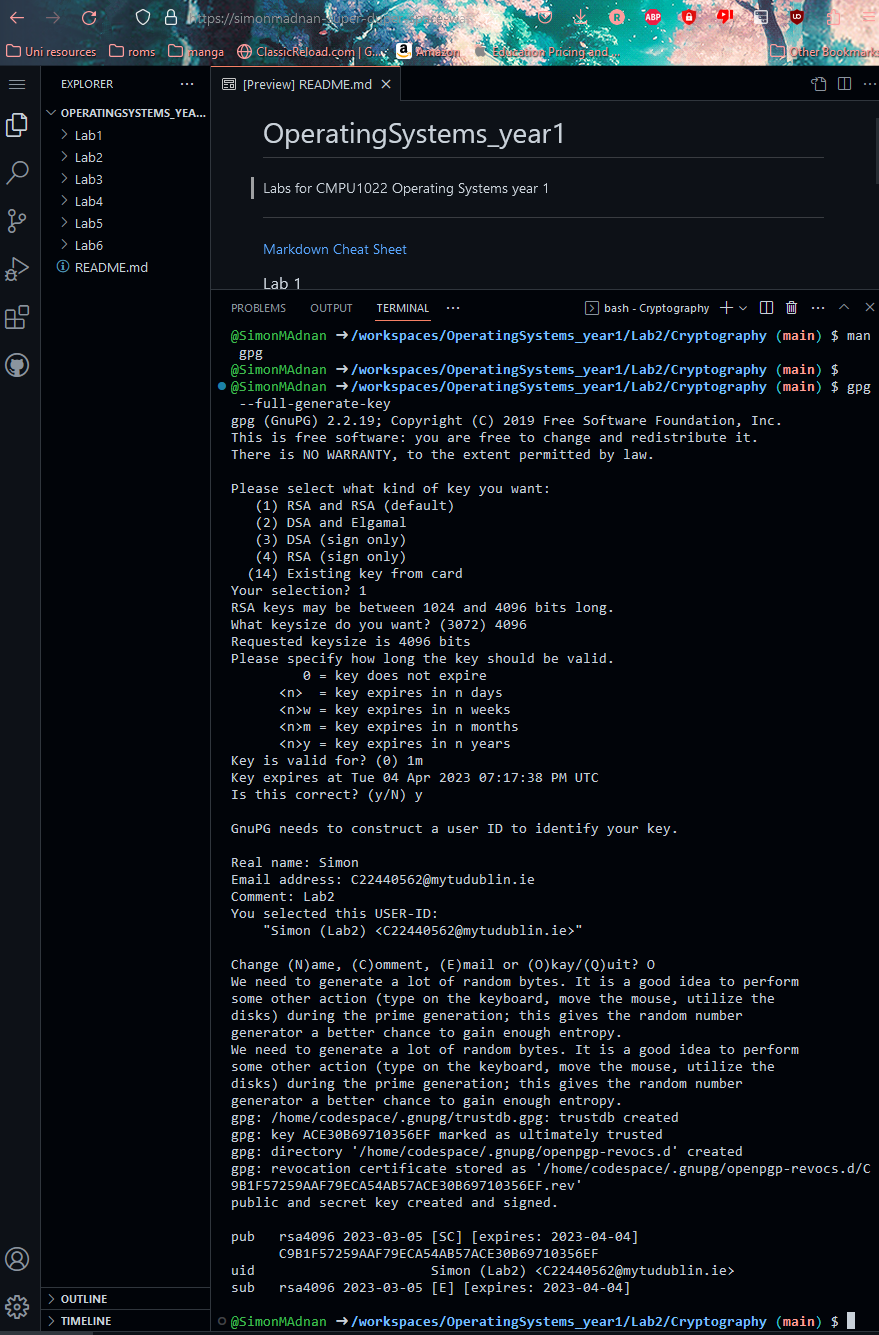 https://simonmadnan-super-du
Uni resources roms manga ClassicReload.com | G... Amazon Education Pricing and ... Other Bookmarks
EXPLORER ···
[Preview] README.md
OPERATINGSYSTEMS_YEA...
Lab1
Lab2
Lab3
Lab4
Lab5
Lab6
README.md
OperatingSystems_year1
Labs for CMPU1022 Operating Systems year 1
Markdown Cheat Sheet
Lab 1
PROBLEMS OUTPUT TERMINAL ··· bash - Cryptography
@SimonMAdnan ➜/workspaces/OperatingSystems_year1/Lab2/Cryptography (main) $ man
gpg
@SimonMAdnan ➜/workspaces/OperatingSystems_year1/Lab2/Cryptography (main) $
@SimonMAdnan ➜/workspaces/OperatingSystems_year1/Lab2/Cryptography (main) $ gpg
--full-generate-key
gpg (GnuPG) 2.2.19; Copyright (C) 2019 Free Software Foundation, Inc.
This is free software: you are free to change and redistribute it.
There is NO WARRANTY, to the extent permitted by law.
Please select what kind of key you want:
(1) RSA and RSA (default)
(2) DSA and Elgamal
(3) DSA (sign only)
(4) RSA (sign only)
(14) Existing key from card
Your selection? 1
RSA keys may be between 1024 and 4096 bits long.
What keysize do you want? (3072) 4096
Requested keysize is 4096 bits
Please specify how long the key should be valid.
0 = key does not expire
<n> = key expires in n days
<n>w = key expires in n weeks
<n>m = key expires in n months
<n>y = key expires in n years
Key is valid for? (0) 1m
Key expires at Tue 04 Apr 2023 07:17:38 PM UTC
Is this correct? (y/N) y
GnuPG needs to construct a user ID to identify your key.
Real name: Simon
Email address: C22440562@mytudublin.ie
Comment: Lab2
You selected this USER-ID:
"Simon (Lab2) <C22440562@mytudublin.ie>"
Change (N)ame, (C)omment, (E)mail or (O)kay/(Q)uit? O
We need to generate a lot of random bytes. It is a good idea to perform
some other action (type on the keyboard, move the mouse, utilize the
disks) during the prime generation; this gives the random number
generator a better chance to gain enough entropy.
We need to generate a lot of random bytes. It is a good idea to perform
some other action (type on the keyboard, move the mouse, utilize the
disks) during the prime generation; this gives the random number
generator a better chance to gain enough entropy.
gpg: /home/codespace/.gnupg/trustdb.gpg: trustdb created
gpg: key ACE30B69710356EF marked as ultimately trusted
gpg: directory '/home/codespace/.gnupg/openpgp-revocs.d' created
gpg: revocation certificate stored as '/home/codespace/.gnupg/openpgp-revocs.d/C
9B1F57259AAF79ECA54AB57ACE30B69710356EF.rev'
public and secret key created and signed.
pub rsa4096 2023-03-05 [SC] [expires: 2023-04-04]
C9B1F57259AAF79ECA54AB57ACE30B69710356EF
uid Simon (Lab2) <C22440562@mytudublin.ie>
sub rsa4096 2023-03-05 [E] [expires: 2023-04-04]
@SimonMAdnan ➜/workspaces/OperatingSystems_year1/Lab2/Cryptography (main) $
OUTLINE
TIMELINE